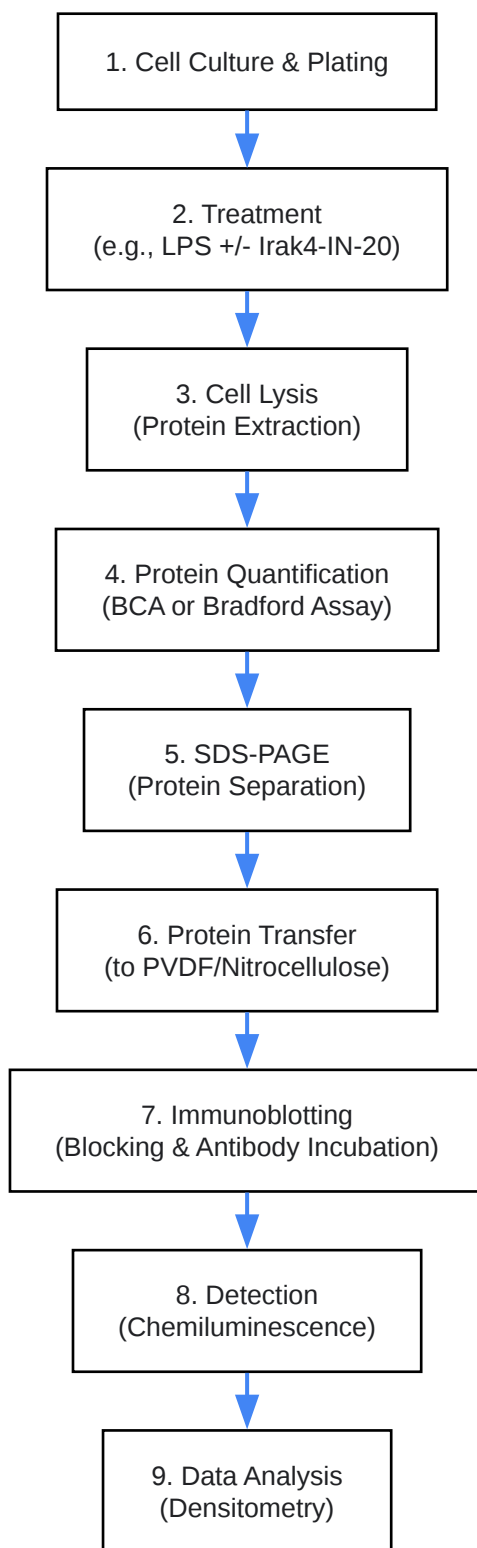 1. Cell Culture & Plating
2. Treatment
(e.g., LPS +/- Irak4-IN-20)
3. Cell Lysis
(Protein Extraction)
4. Protein Quantification
(BCA or Bradford Assay)
5. SDS-PAGE
(Protein Separation)
6. Protein Transfer
(to PVDF/Nitrocellulose)
7. Immunoblotting
(Blocking & Antibody Incubation)
8. Detection
(Chemiluminescence)
9. Data Analysis
(Densitometry)